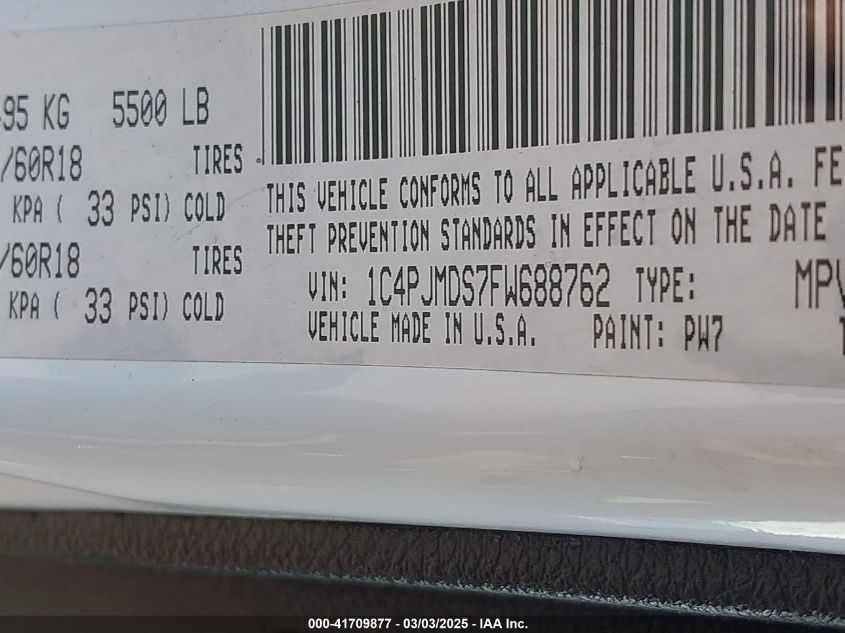 95 KG 5500 LB
/60R18 TIRES
KPA ( 33 PSI) COLD
/60R18 TIRES
KPA ( 33 PSI) COLD
THIS VEHICLE CONFORMS TO ALL APPLICABLE U.S.A. FE
THEFT PREVENTION STANDARDS IN EFFECT ON THE DATE
VIN: 1C4PJMDS7FW688762 TYPE: MPV
VEHICLE MADE IN U.S.A. PAINT: PW7
000-41709877 - 03/03/2025 - IAA Inc.